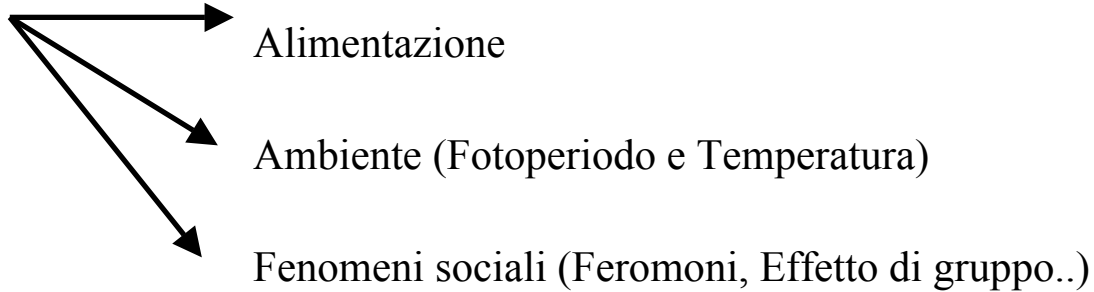 Alimentazione
Ambiente (Fotoperiodo e Temperatura)
Fenomeni sociali (Feromoni, Effetto di gruppo..)